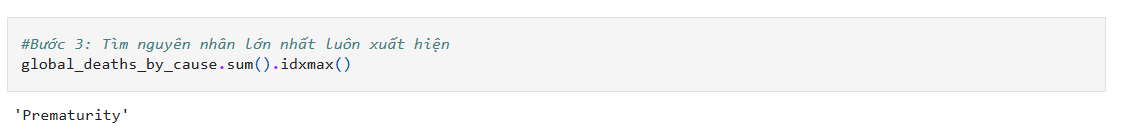 #Bước 3: Tìm nguyên nhân lớn nhất luôn xuất hiện
global_deaths_by_cause.sum().idxmax()
'Prematurity'